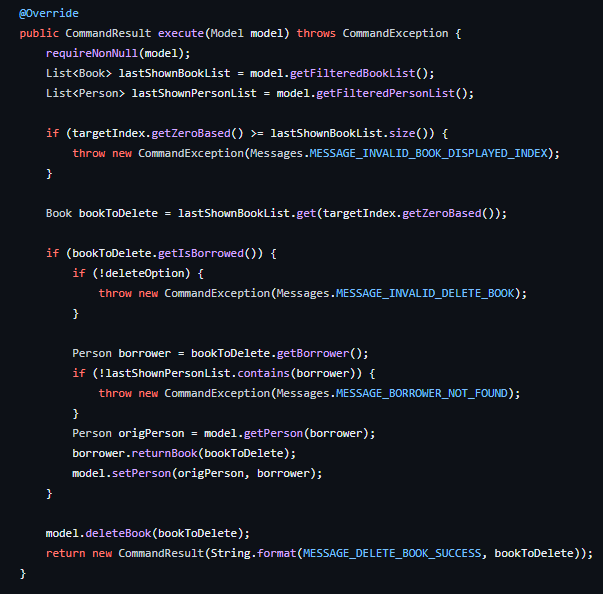 @Override
public CommandResult execute(Model model) throws CommandException {
    requireNonNull(model);
    List<Book> lastShownBookList = model.getFilteredBookList();
    List<Person> lastShownPersonList = model.getFilteredPersonList();

    if (targetIndex.getZeroBased() >= lastShownBookList.size()) {
        throw new CommandException(Messages.MESSAGE_INVALID_BOOK_DISPLAYED_INDEX);
    }

    Book bookToDelete = lastShownBookList.get(targetIndex.getZeroBased());

    if (bookToDelete.getIsBorrowed()) {
        if (!deleteOption) {
            throw new CommandException(Messages.MESSAGE_INVALID_DELETE_BOOK);
        }

        Person borrower = bookToDelete.getBorrower();
        if (!lastShownPersonList.contains(borrower)) {
            throw new CommandException(Messages.MESSAGE_BORROWER_NOT_FOUND);
        }
        Person origPerson = model.getPerson(borrower);
        borrower.returnBook(bookToDelete);
        model.setPerson(origPerson, borrower);
    }

    model.deleteBook(bookToDelete);
    return new CommandResult(String.format(MESSAGE_DELETE_BOOK_SUCCESS, bookToDelete));
}